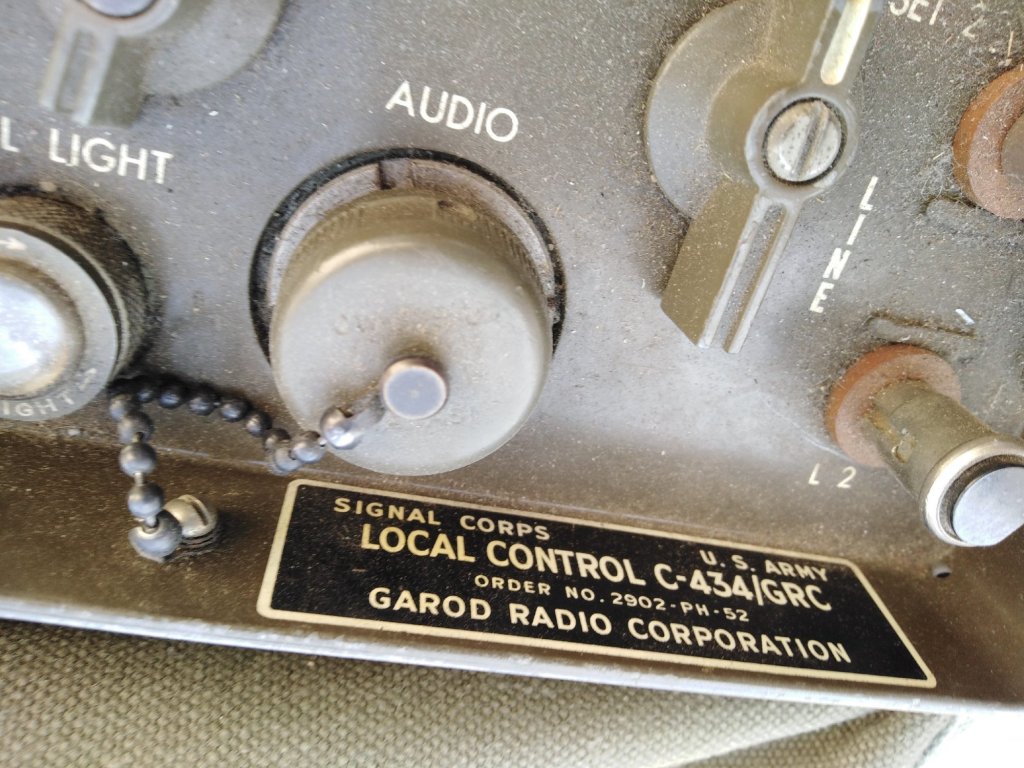 SET
AUDIO
L LIGHT
LINE
IGHT
L 2
SIGNAL CORPS U. S. ARMY
LOCAL CONTROL C-434/GRC
ORDER NO. 2902-PH-52
GAROD RADIO CORPORATION